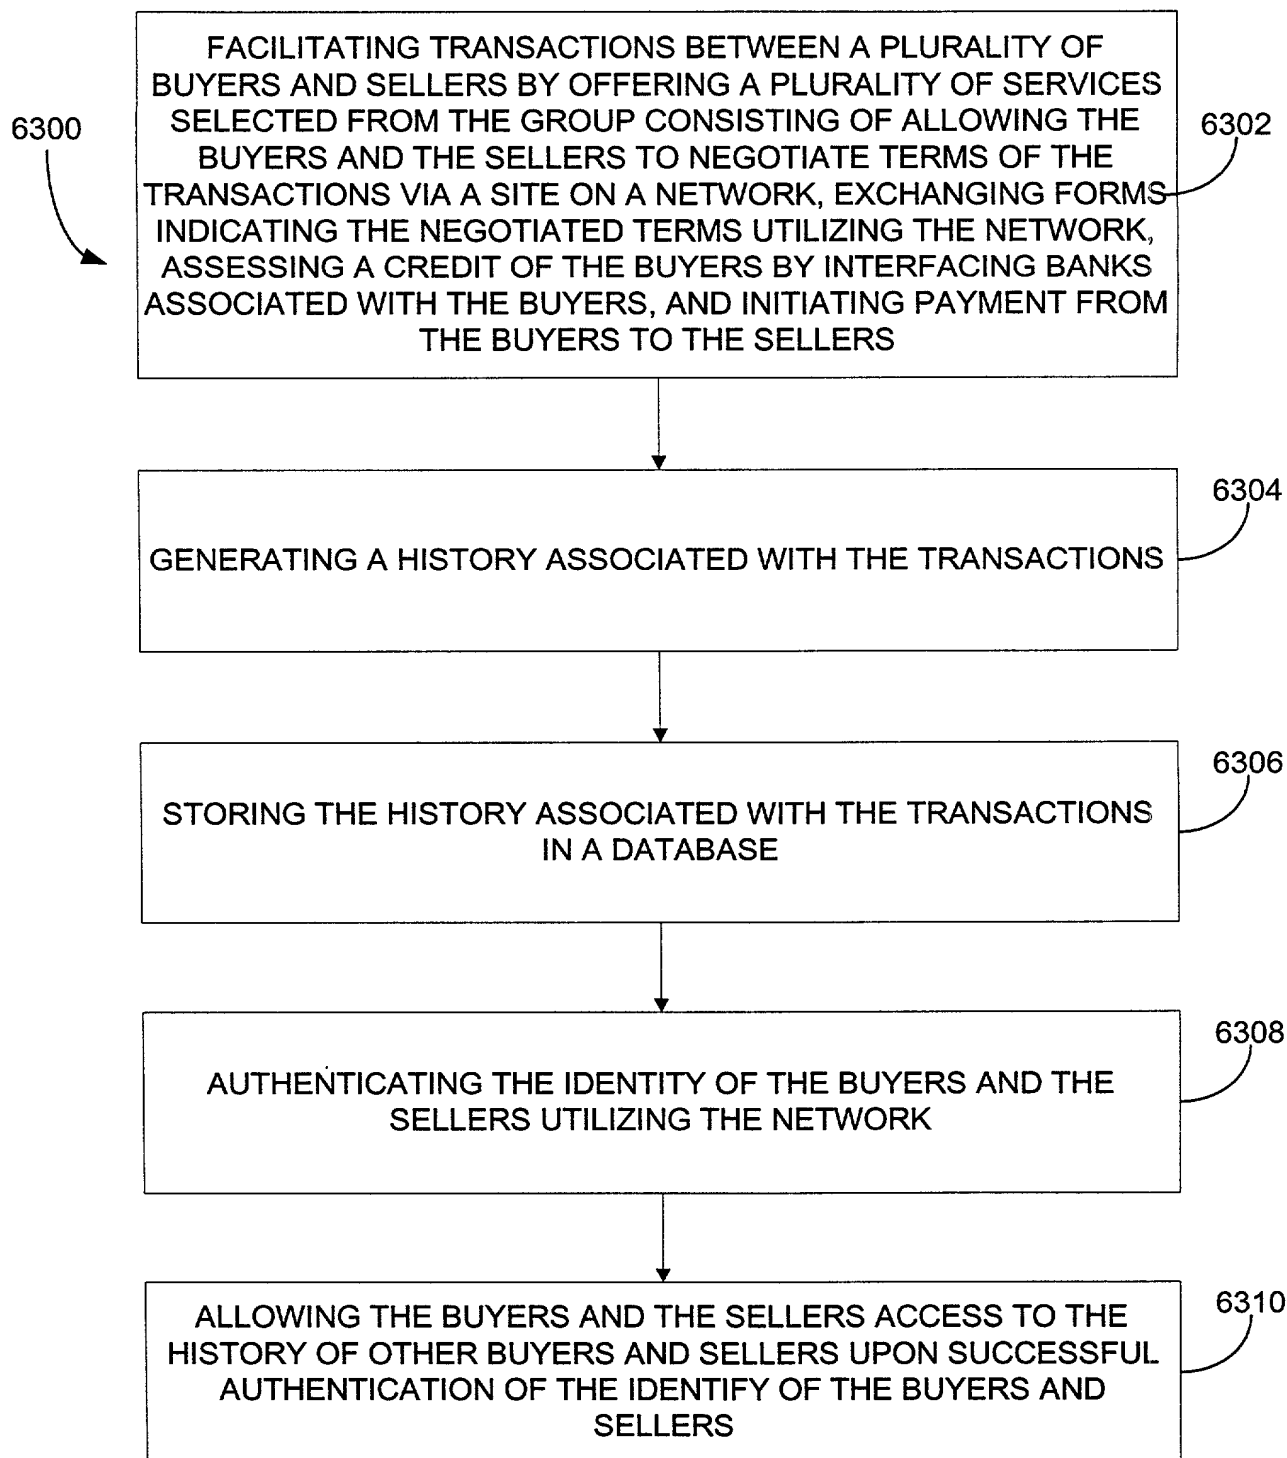 FACILITATING TRANSACTIONS BETWEEN A PLURALITY OF
BUYERS AND SELLERS BY OFFERING A PLURALITY OF SERVICES
SELECTED FROM THE GROUP CONSISTING OF ALLOWING THE
BUYERS AND THE SELLERS TO NEGOTIATE TERMS OF THE
TRANSACTIONS VIA A SITE ON A NETWORK, EXCHANGING FORMS
INDICATING THE NEGOTIATED TERMS UTILIZING THE NETWORK,
ASSESSING A CREDIT OF THE BUYERS BY INTERFACING BANKS
ASSOCIATED WITH THE BUYERS, AND INITIATING PAYMENT FROM
THE BUYERS TO THE SELLERS
6300
6302
GENERATING A HISTORY ASSOCIATED WITH THE TRANSACTIONS
6304
STORING THE HISTORY ASSOCIATED WITH THE TRANSACTIONS
IN A DATABASE
6306
AUTHENTICATING THE IDENTITY OF THE BUYERS AND THE
SELLERS UTILIZING THE NETWORK
6308
ALLOWING THE BUYERS AND THE SELLERS ACCESS TO THE
HISTORY OF OTHER BUYERS AND SELLERS UPON SUCCESSFUL
AUTHENTICATION OF THE IDENTIFY OF THE BUYERS AND
SELLERS
6310